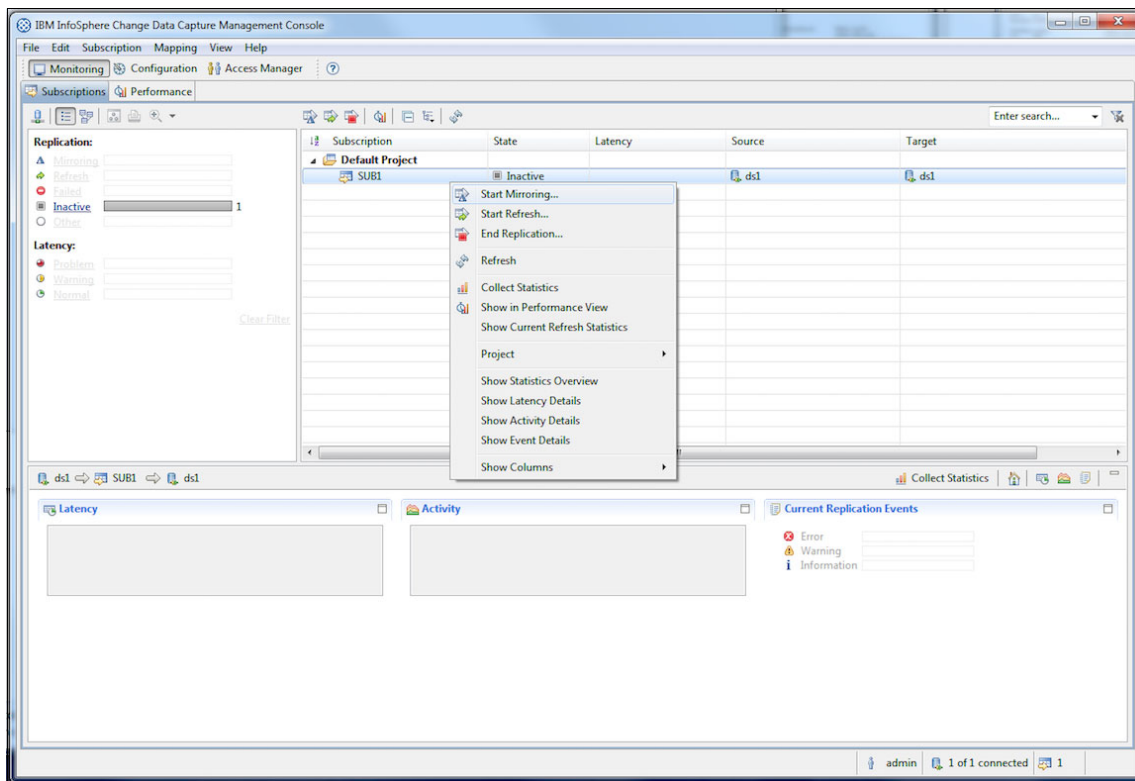 IBM InfoSphere Change Data Capture Management Console
File Edit Subscription Mapping View Help
Monitoring Configuration Access Manager
Subscriptions Performance
Enter search...
Replication:
Mirroring
Refresh
Failed
Inactive 1
Other
Latency:
Problem
Warning
Normal
Clear Filter
Subscription State Latency Source Target
Default Project
SUB1 Inactive ds1 ds1
Start Mirroring...
Start Refresh...
End Replication...
Refresh
Collect Statistics
Show in Performance View
Show Current Refresh Statistics
Project
Show Statistics Overview
Show Latency Details
Show Activity Details
Show Event Details
Show Columns
ds1 SUB1 ds1 Collect Statistics
Latency Activity Current Replication Events
Error
Warning
Information
admin 1 of 1 connected 1